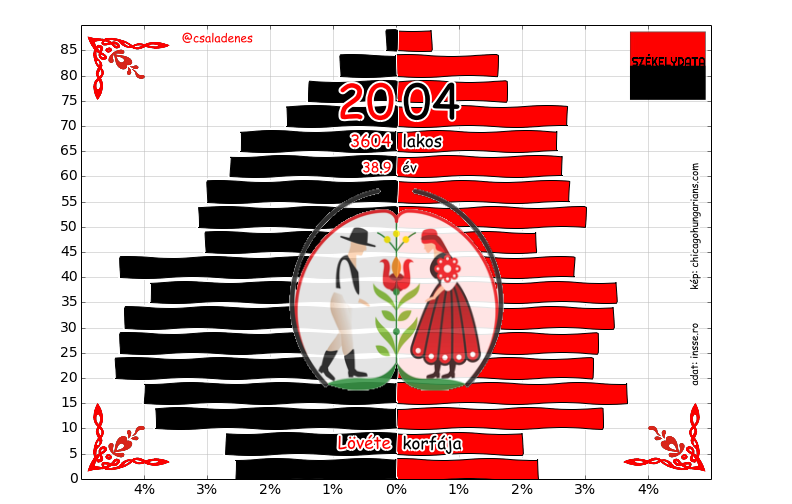 @csaladenes
SZÉKELYDATA
2004
3604 lakos
38.9 év
kép: chicagohungarians.com
adat: insse.ro
Lövéte korfája
85
80
75
70
65
60
55
50
45
40
35
30
25
20
15
10
5
0
4% 3% 2% 1% 0% 1% 2% 3% 4%